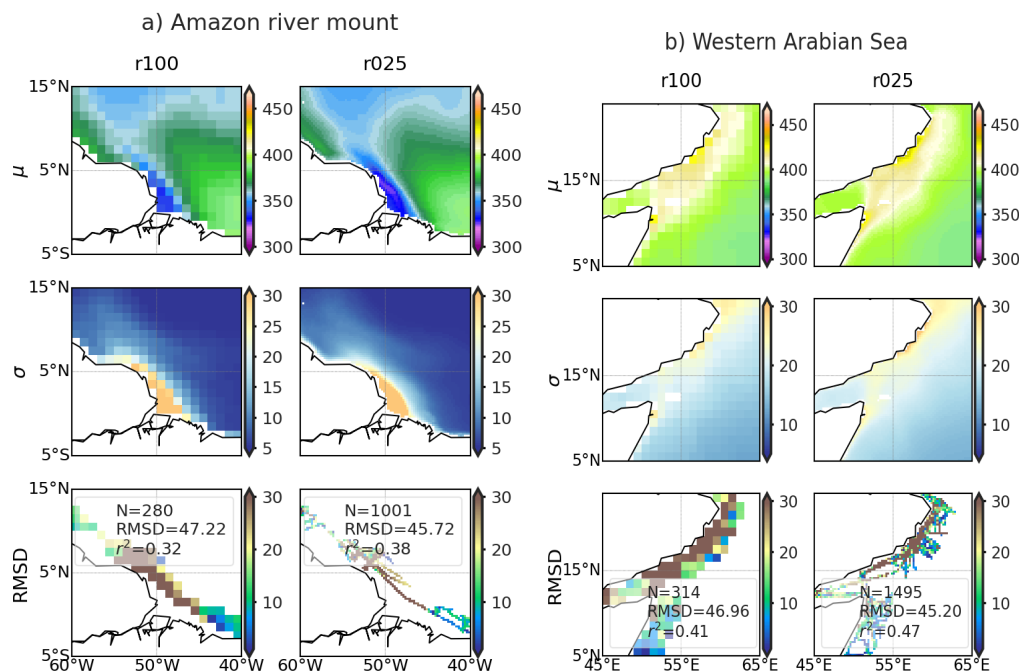 a) Amazon river mount
b) Western Arabian Sea
r100
r025
r100
r025
15°N
5°N
5°S
μ
450
400
350
300
450
400
350
300
μ
15°N
5°N
450
400
350
300
450
400
350
300
15°N
5°N
5°S
σ
30
25
20
15
10
5
30
25
20
15
10
5
σ
15°N
5°N
30
20
10
30
20
10
15°N
5°N
5°S
RMSD
N=280
RMSD=47.22
r²=0.32
30
20
10
N=1001
RMSD=45.72
r²=0.38
30
20
10
60°W
50°W
40°W
60°W
50°W
40°W
RMSD
15°N
5°N
N=314
RMSD=46.96
r²=0.41
30
20
10
N=1495
RMSD=45.20
r²=0.47
30
20
10
45°E
55°E
65°E
45°E
55°E
65°E